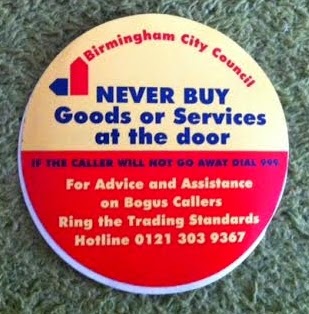 Birmingham City Council
NEVER BUY
Goods or Services
at the door
IF THE CALLER WILL NOT GO AWAY DIAL 999
For Advice and Assistance
on Bogus Callers
Ring the Trading Standards
Hotline 0121 303 9367